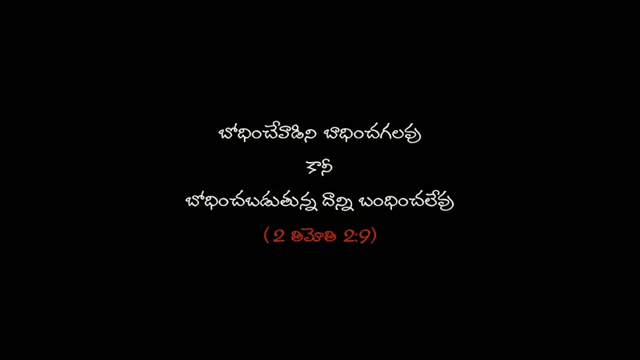 బోధించేవాడిని బాధించగలవు
కానీ
బోధించబడుతున్న దాన్ని బంధించలేవు
(2 తిమోతి 2:9)